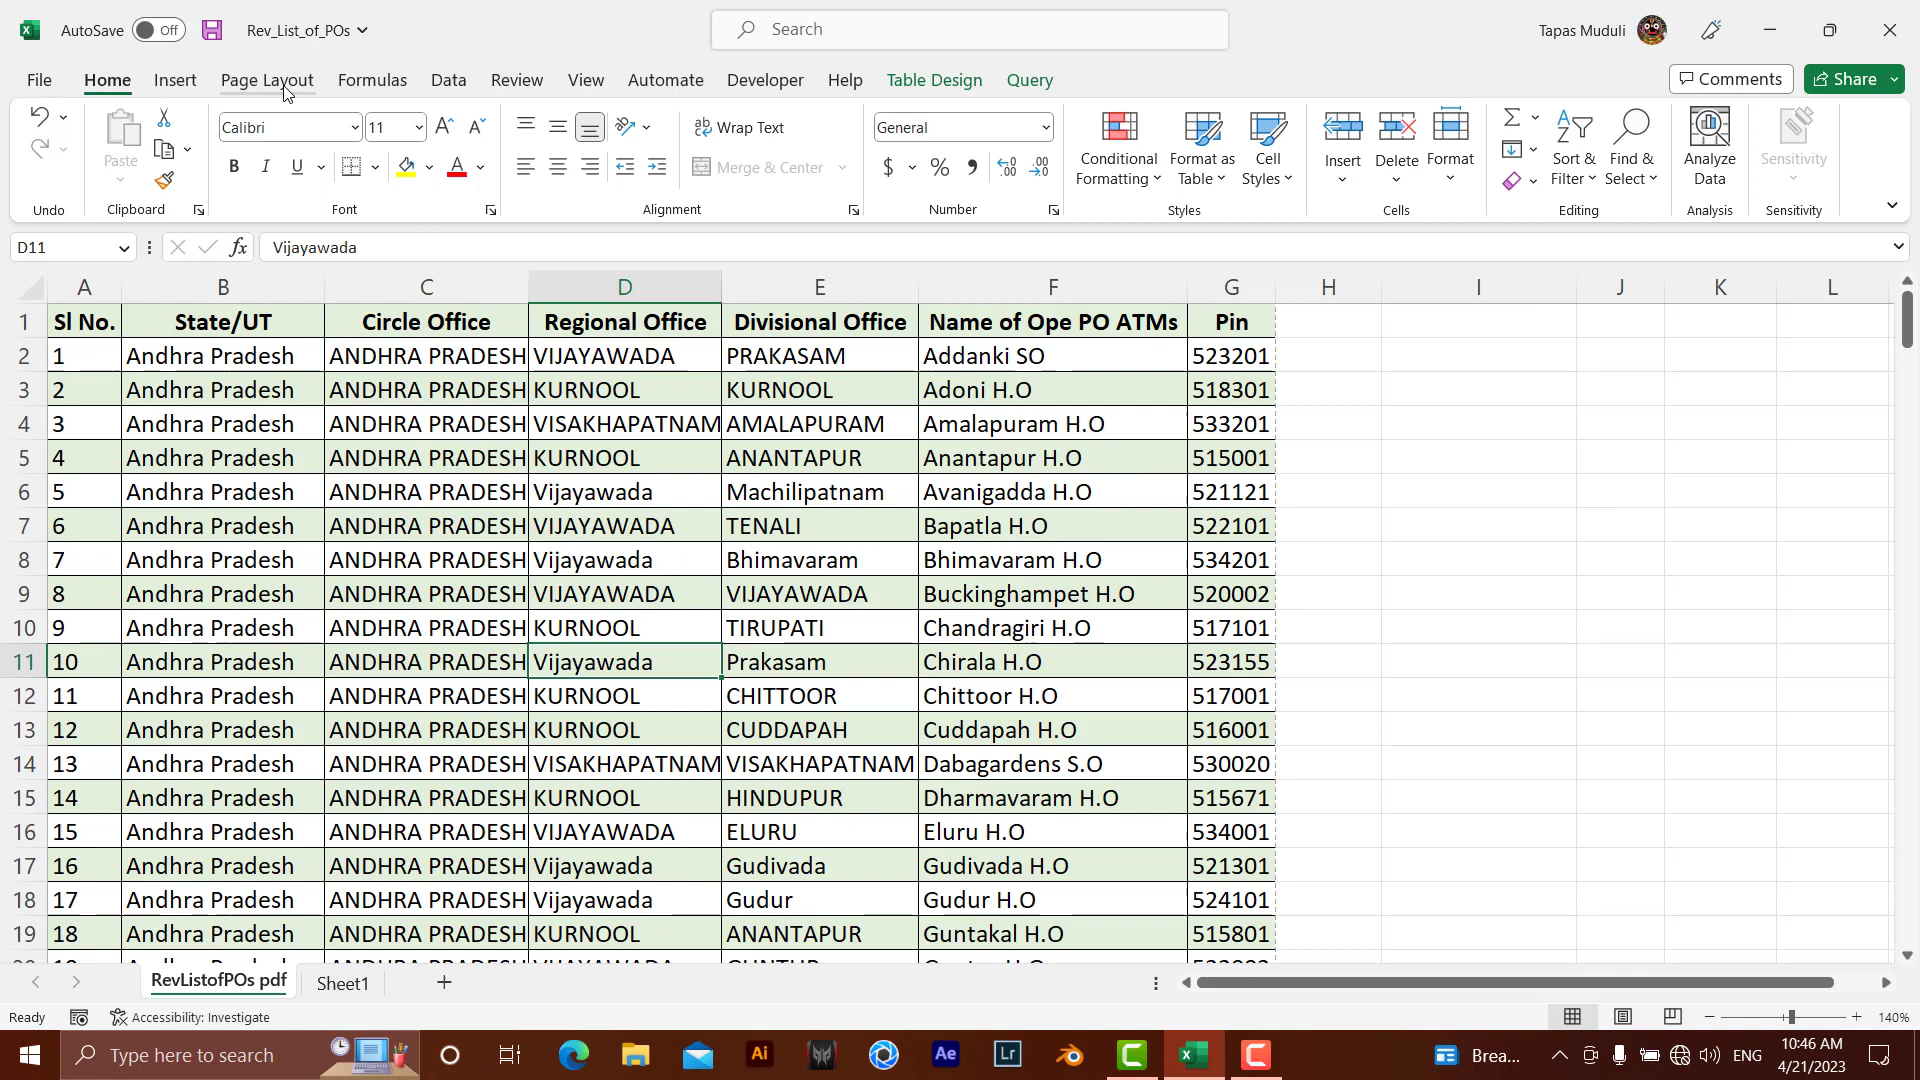 AutoSave Off Rev_List_of_POs Search Tapas Muduli
File Home Insert Page Layout Formulas Data Review View Automate Developer Help Table Design Query Comments Share
Paste Calibri 11 Wrap Text General Conditional Formatting Format as Table Cell Styles Insert Delete Format Sort & Filter Find & Select Analyze Data Sensitivity
B I U Merge & Center $ %
Undo Clipboard Font Alignment Number Styles Cells Editing Analysis Sensitivity
D11 fx Vijayawada
A B C D E F G H I J K L
1 Sl No. State/UT Circle Office Regional Office Divisional Office Name of Ope PO ATMs Pin
2 1 Andhra Pradesh ANDHRA PRADESH VIJAYAWADA PRAKASAM Addanki SO 523201
3 2 Andhra Pradesh ANDHRA PRADESH KURNOOL KURNOOL Adoni H.O 518301
4 3 Andhra Pradesh ANDHRA PRADESH VISAKHAPATNAM AMALAPURAM Amalapuram H.O 533201
5 4 Andhra Pradesh ANDHRA PRADESH KURNOOL ANANTAPUR Anantapur H.O 515001
6 5 Andhra Pradesh ANDHRA PRADESH Vijayawada Machilipatnam Avanigadda H.O 521121
7 6 Andhra Pradesh ANDHRA PRADESH VIJAYAWADA TENALI Bapatla H.O 522101
8 7 Andhra Pradesh ANDHRA PRADESH Vijayawada Bhimavaram Bhimavaram H.O 534201
9 8 Andhra Pradesh ANDHRA PRADESH VIJAYAWADA VIJAYAWADA Buckinghampet H.O 520002
10 9 Andhra Pradesh ANDHRA PRADESH KURNOOL TIRUPATI Chandragiri H.O 517101
11 10 Andhra Pradesh ANDHRA PRADESH Vijayawada Prakasam Chirala H.O 523155
12 11 Andhra Pradesh ANDHRA PRADESH KURNOOL CHITTOOR Chittoor H.O 517001
13 12 Andhra Pradesh ANDHRA PRADESH KURNOOL CUDDAPAH Cuddapah H.O 516001
14 13 Andhra Pradesh ANDHRA PRADESH VISAKHAPATNAM VISAKHAPATNAM Dabagardens S.O 530020
15 14 Andhra Pradesh ANDHRA PRADESH KURNOOL HINDUPUR Dharmavaram H.O 515671
16 15 Andhra Pradesh ANDHRA PRADESH VIJAYAWADA ELURU Eluru H.O 534001
17 16 Andhra Pradesh ANDHRA PRADESH Vijayawada Gudivada Gudivada H.O 521301
18 17 Andhra Pradesh ANDHRA PRADESH Vijayawada Gudur Gudur H.O 524101
19 18 Andhra Pradesh ANDHRA PRADESH KURNOOL ANANTAPUR Guntakal H.O 515801
RevListofPOs pdf Sheet1
Ready Accessibility: Investigate 140%
Type here to search Ai Ae Lr Brea... ENG 10:46 AM
4/21/2023